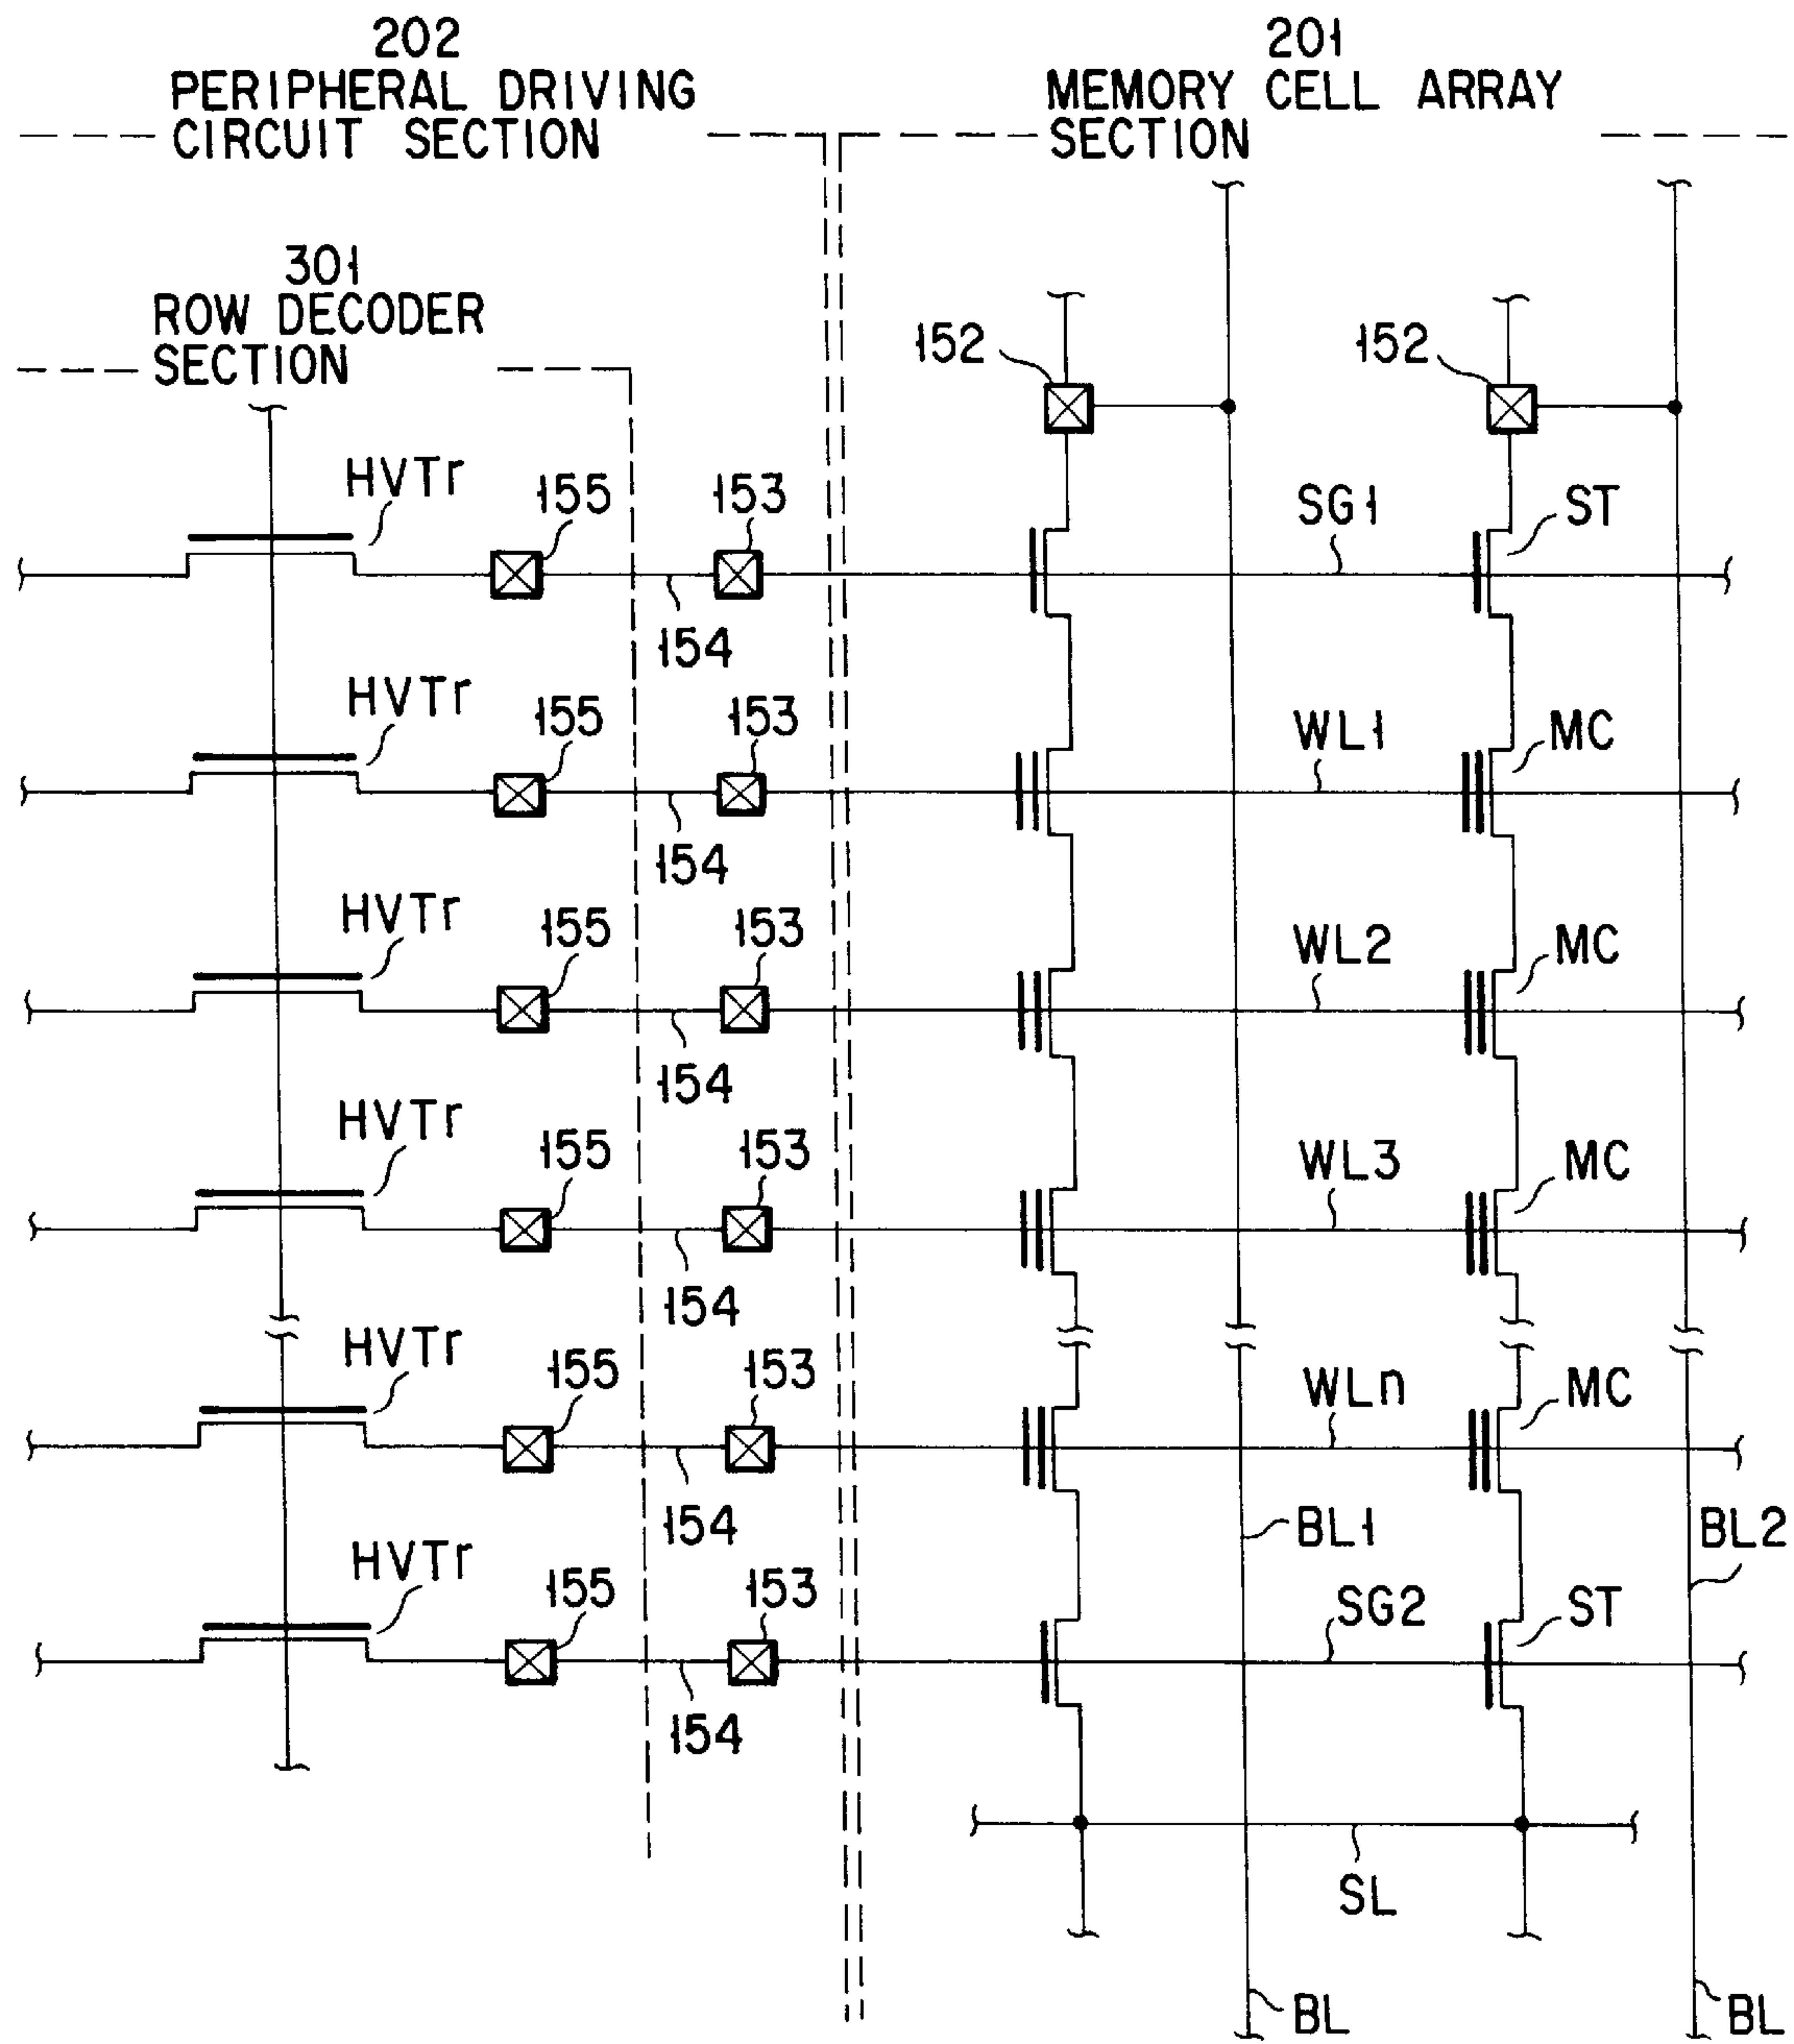 202
PERIPHERAL DRIVING
CIRCUIT SECTION
201
MEMORY CELL ARRAY
SECTION
301
ROW DECODER
SECTION
152
152
HVTr
155
153
SG1
ST
154
HVTr
155
153
WL1
MC
154
HVTr
155
153
WL2
MC
154
HVTr
155
153
WL3
MC
154
HVTr
155
153
WLn
MC
154
BL1
BL2
HVTr
155
153
SG2
ST
154
SL
BL
BL